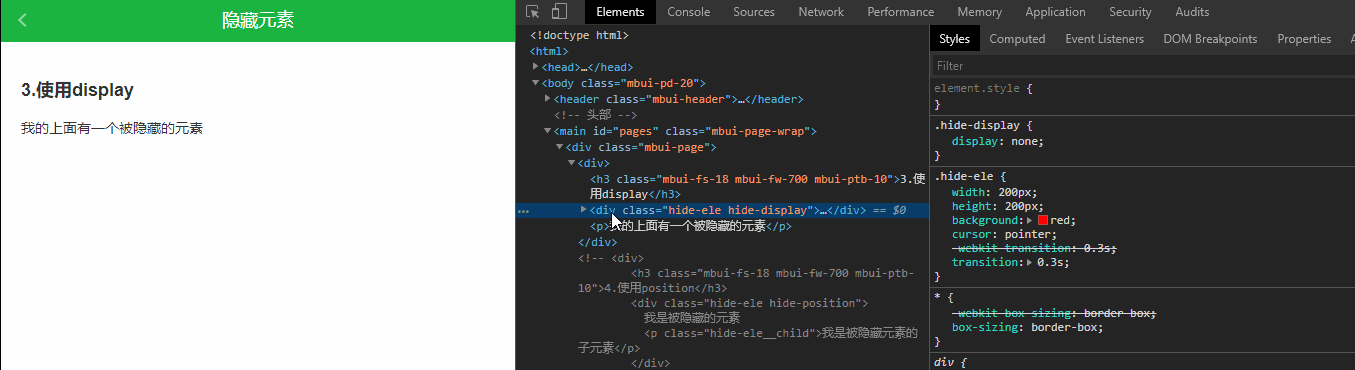 隐藏元素
3.使用display
我的上面有一个被隐藏的元素
Elements Console Sources Network Performance Memory Application Security Audits
<!doctype html>
<html>
<head>…</head>
<body class="mbui-pd-20">
<header class="mbui-header">…</header>
<!-- 头部 -->
<main id="pages" class="mbui-page-wrap">
<div class="mbui-page">
<div>
<h3 class="mbui-fs-18 mbui-fw-700 mbui-ptb-10">3.使
用display</h3>
<div class="hide-ele hide-display">…</div> == $0
<p>我的上面有一个被隐藏的元素</p>
</div>
<!-- <div>
<h3 class="mbui-fs-18 mbui-fw-700 mbui-ptb-
10">4.使用position</h3>
<div class="hide-ele hide-position">
我是被隐藏的元素
<p class="hide-ele__child">我是被隐藏元素的
子元素</p>
</div>
Styles Computed Event Listeners DOM Breakpoints Properties
Filter
element.style {
}
.hide-display {
display: none;
}
.hide-ele {
width: 200px;
height: 200px;
background: red;
cursor: pointer;
-webkit-transition: 0.3s;
transition: 0.3s;
}
* {
-webkit-box-sizing: border-box;
box-sizing: border-box;
}
div {